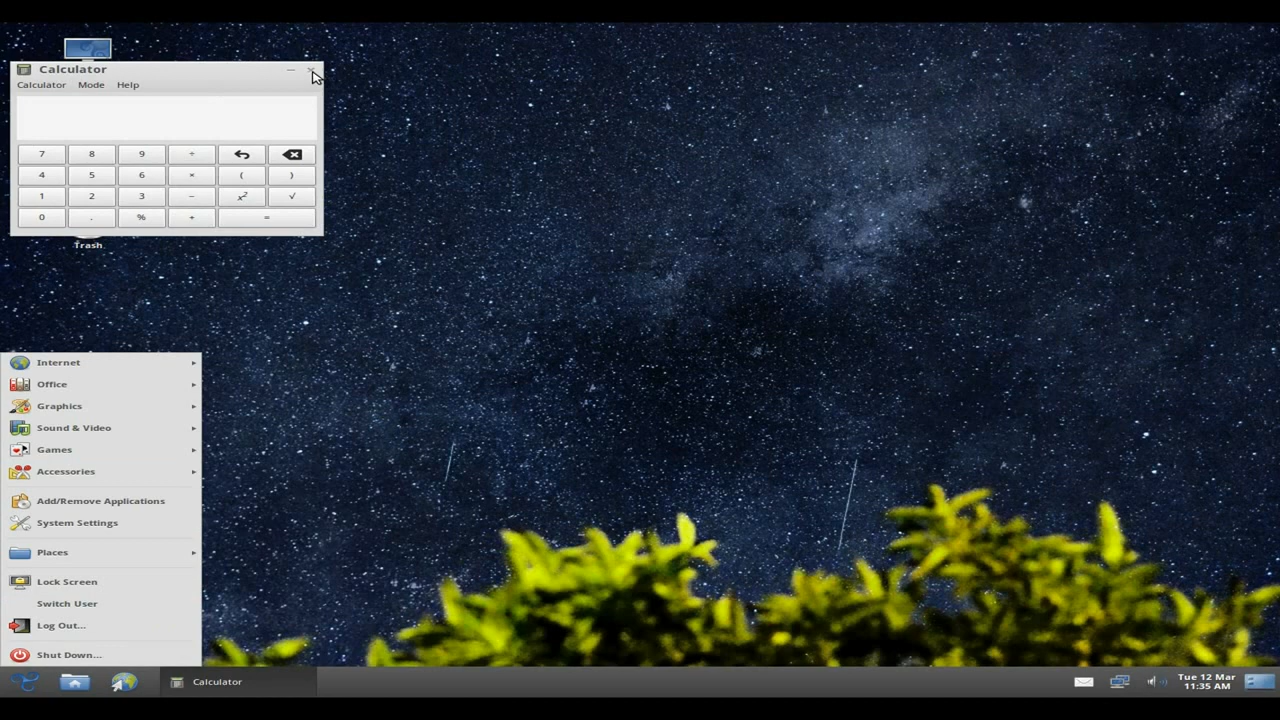 Calculator
Calculator Mode Help
7 8 9 ÷
4 5 6 × ( )
1 2 3 − x² √
0 . % + =
Trash
Internet
Office
Graphics
Sound & Video
Games
Accessories
Add/Remove Applications
System Settings
Places
Lock Screen
Switch User
Log Out...
Shut Down...
Calculator
Tue 12 Mar
11:35 AM